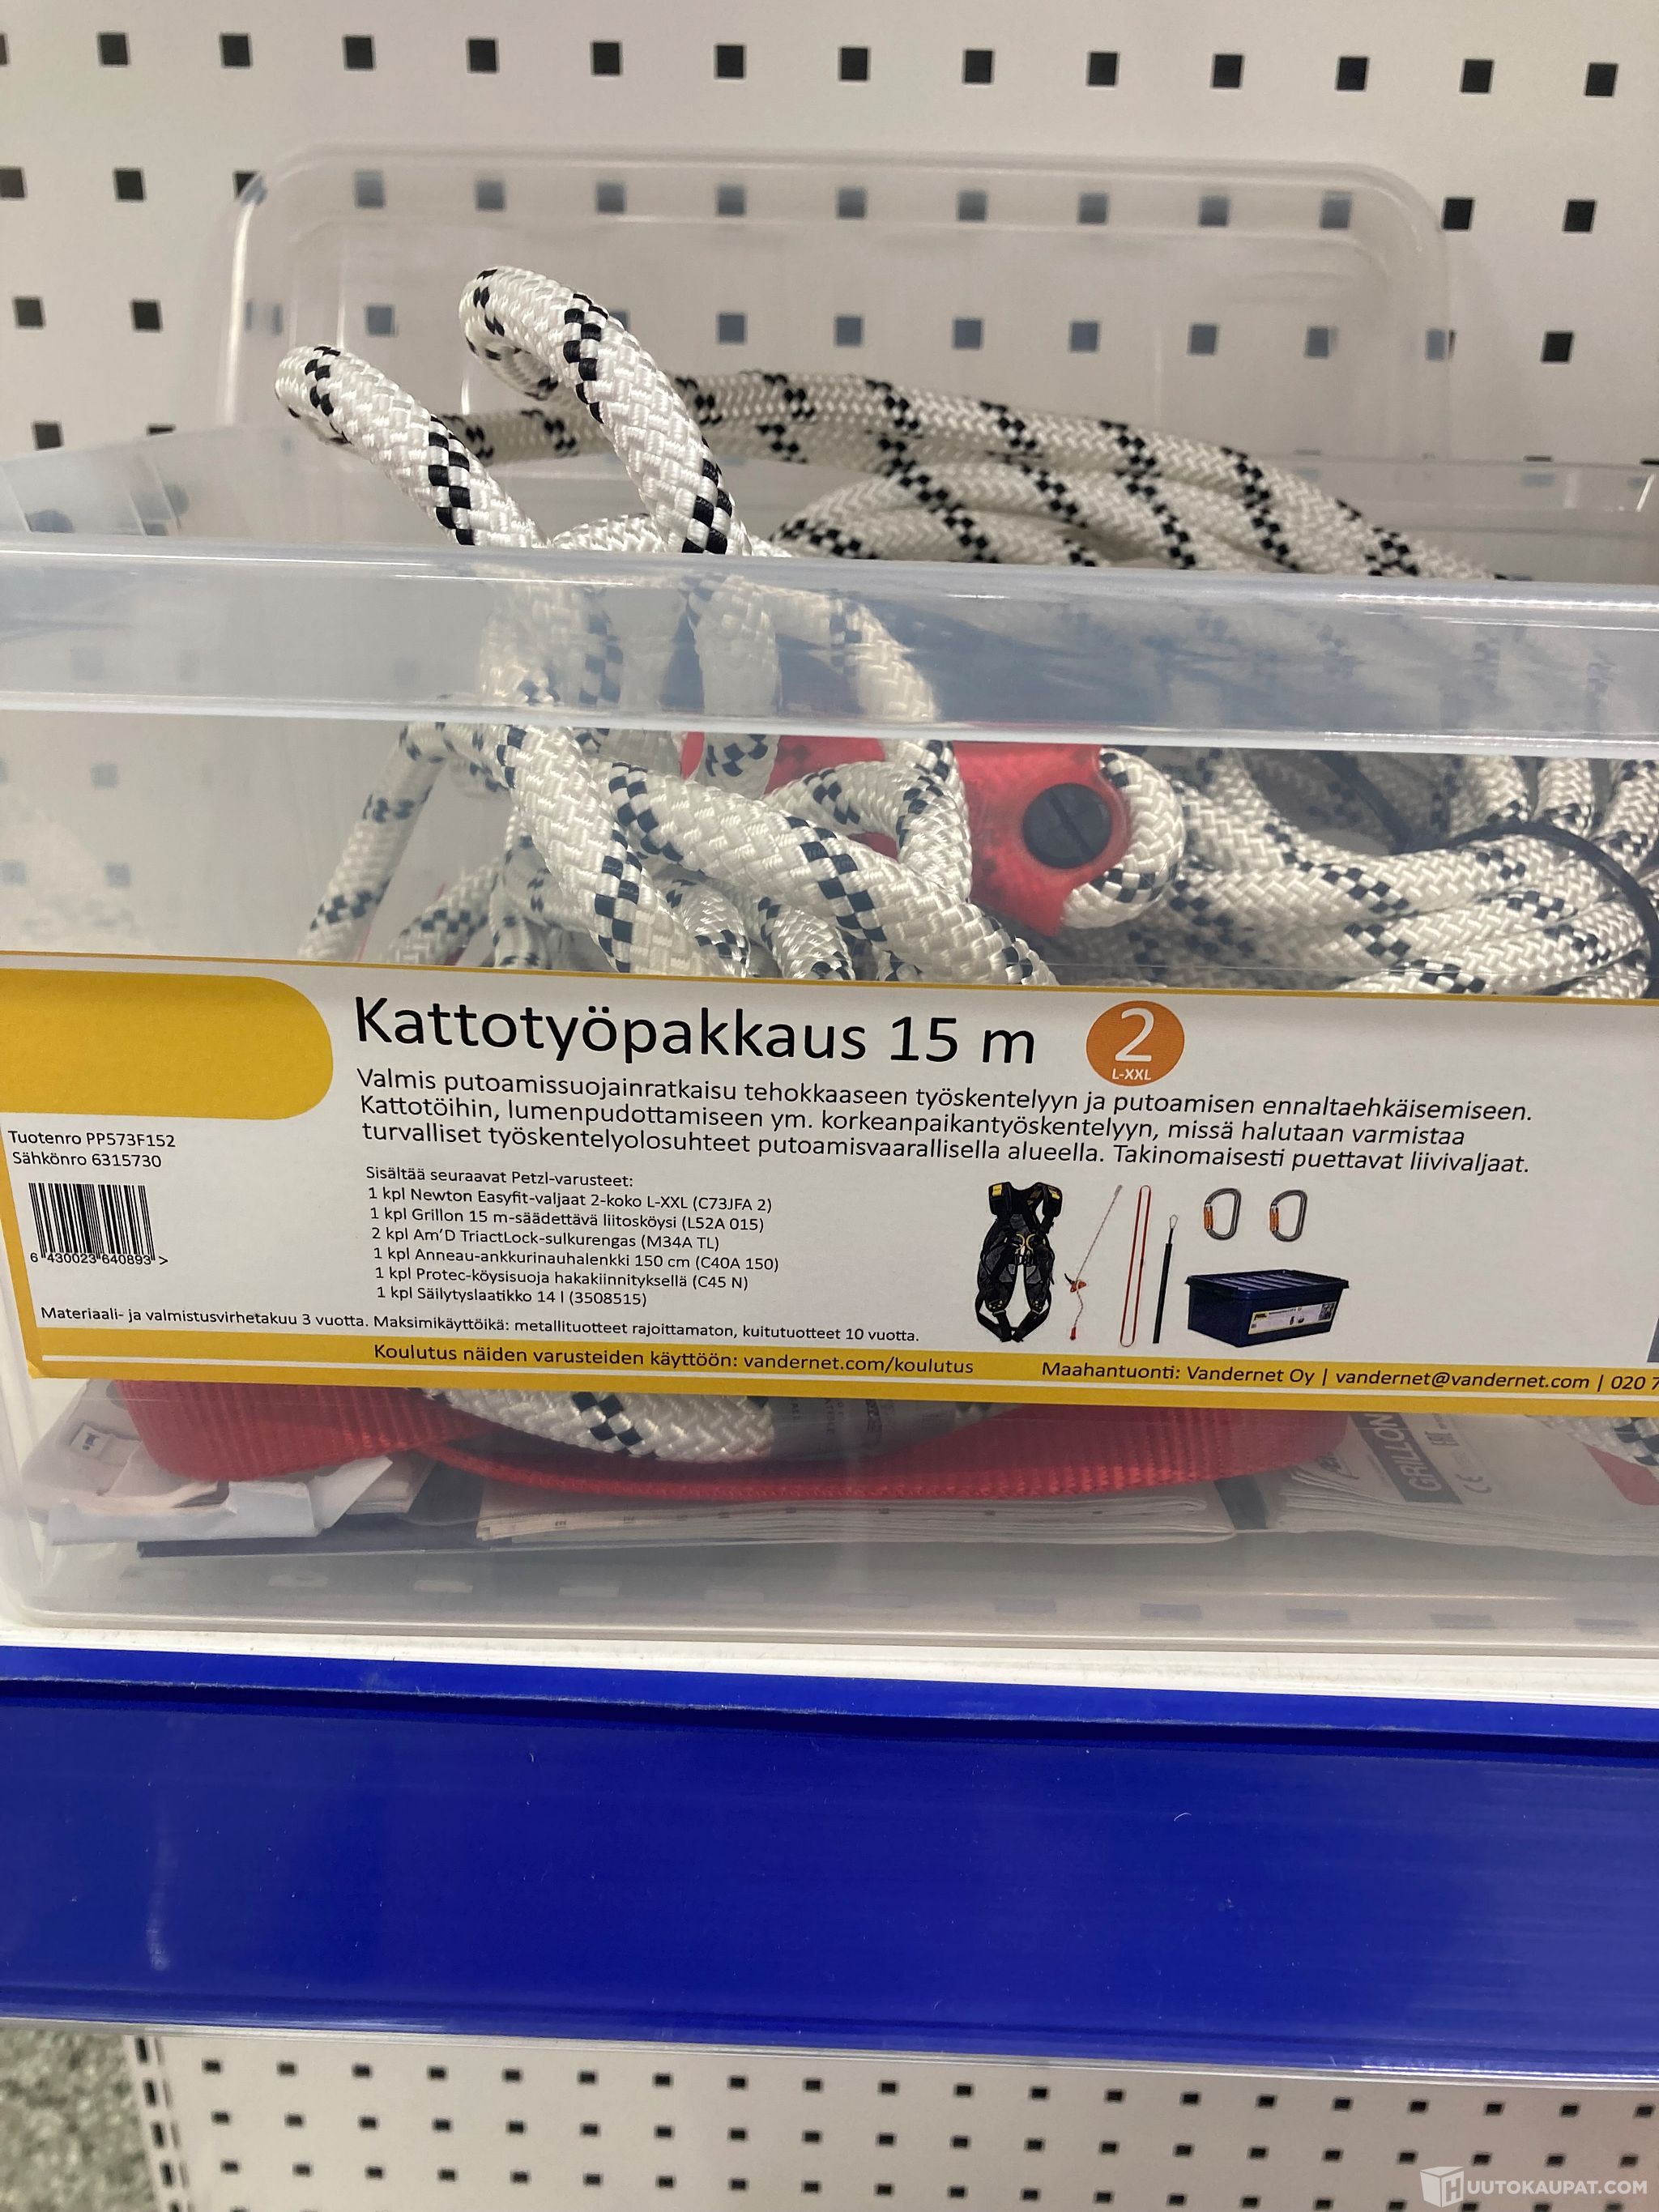 Kattotyöpakkaus 15 m
2
L-XXL
Valmis putoamissuojainratkaisu tehokkaaseen työskentelyyn ja putoamisen ennaltaehkäisemiseen.
Kattotöihin, lumenpudottamiseen ym. korkeanpaikantyöskentelyyn, missä halutaan varmistaa
turvalliset työskentelyolosuhteet putoamisvaarallisella alueella. Takinomaisesti puettavat liivivaljaat.
Tuotenro PP573F152
Sähkönro 6315730
6 430023 640893 >
Sisältää seuraavat Petzl-varusteet:
1 kpl Newton Easyfit-valjaat 2-koko L-XXL (C73JFA 2)
1 kpl Grillon 15 m-säädettävä liitosköysi (L52A 015)
2 kpl Am'D TriactLock-sulkurengas (M34A TL)
1 kpl Anneau-ankkurinauhalenkki 150 cm (C40A 150)
1 kpl Protec-köysisuoja hakakiinnityksellä (C45 N)
1 kpl Säilytyslaatikko 14 l (3508515)
Materiaali- ja valmistusvirhetakuu 3 vuotta. Maksimikäyttöikä: metallituotteet rajoittamaton, kuitutuotteet 10 vuotta.
Koulutus näiden varusteiden käyttöön: vandernet.com/koulutus
Maahantuonti: Vandernet Oy | vandernet@vandernet.com | 020 7
GRILLON
CE
HUUTOKAUPAT.COM